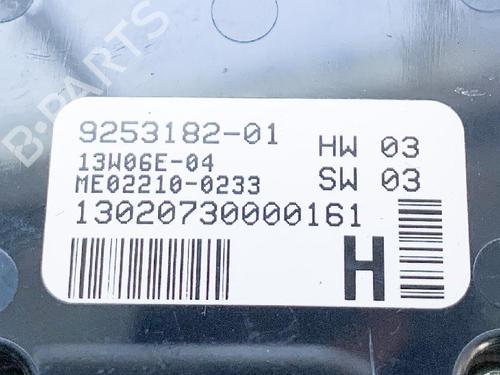 B-PARTS
9253182-01 HW 03
13W06E-04
ME02210-0233 SW 03
13020730000161
H